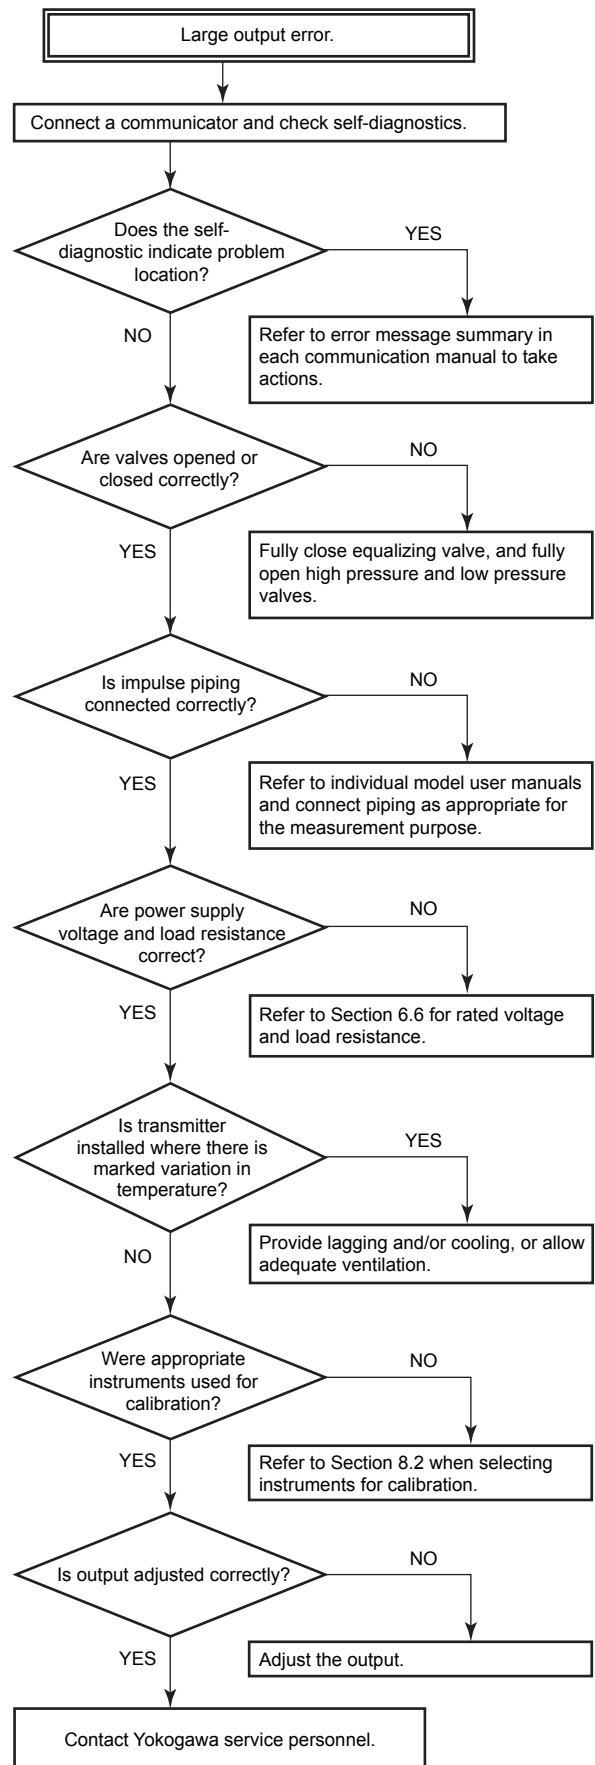 Large output error.
Connect a communicator and check self-diagnostics.
Does the self-
diagnostic indicate problem
location?
YES
NO
Refer to error message summary in
each communication manual to take
actions.
Are valves opened or
closed correctly?
NO
YES
Fully close equalizing valve, and fully
open high pressure and low pressure
valves.
Is impulse piping
connected correctly?
NO
YES
Refer to individual model user manuals
and connect piping as appropriate for
the measurement purpose.
Are power supply
voltage and load resistance
correct?
NO
YES
Refer to Section 6.6 for rated voltage
and load resistance.
Is transmitter
installed where there is
marked variation in
temperature?
YES
NO
Provide lagging and/or cooling, or allow
adequate ventilation.
Were appropriate
instruments used for
calibration?
NO
YES
Refer to Section 8.2 when selecting
instruments for calibration.
Is output adjusted correctly?
NO
YES
Adjust the output.
Contact Yokogawa service personnel.